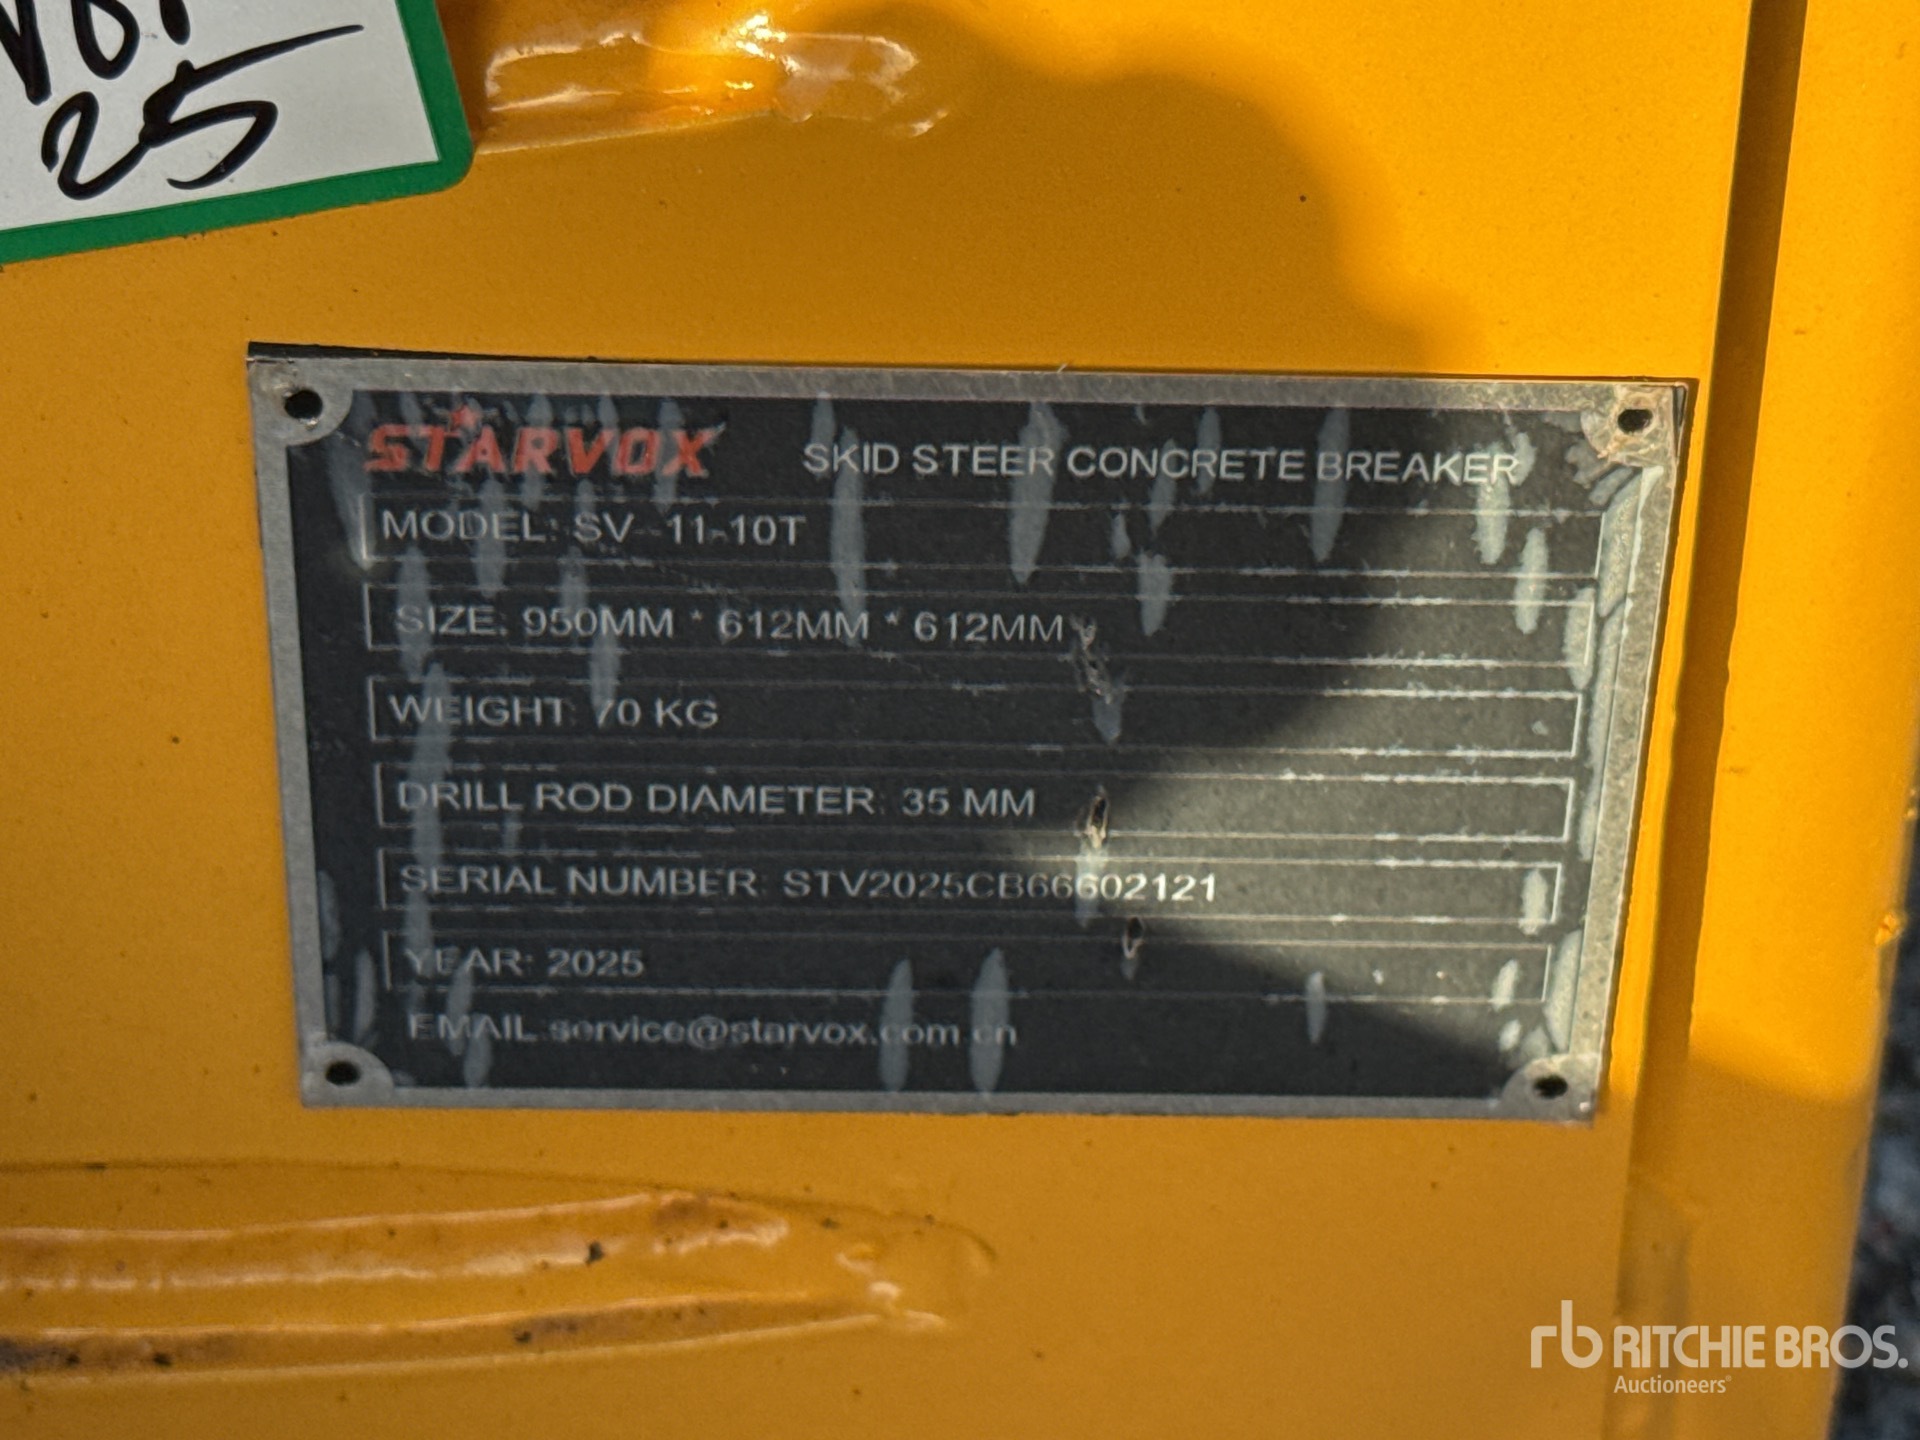 25
STARVOX SKID STEER CONCRETE BREAKER
MODEL: SV-11-10T
SIZE: 950MM * 612MM * 612MM
WEIGHT: 70 KG
DRILL ROD DIAMETER: 35 MM
SERIAL NUMBER: STV2025CB66602121
YEAR: 2025
EMAIL:service@starvox.com.cn
rb RITCHIE BROS.
Auctioneers